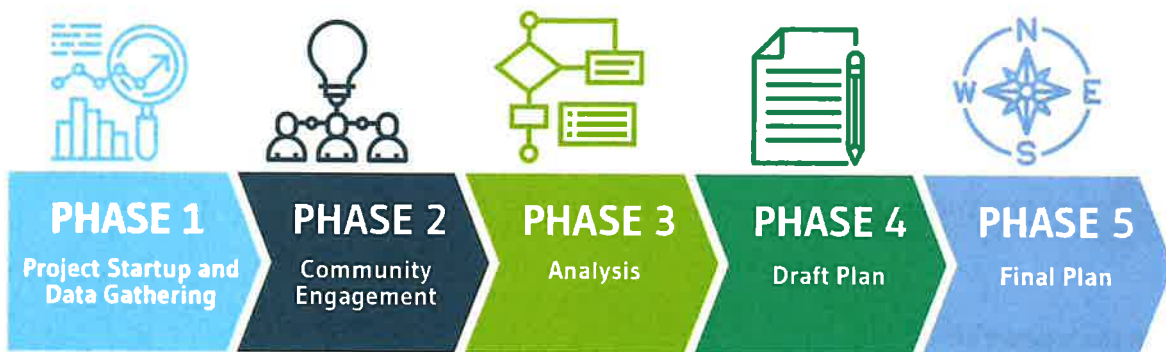 PHASE 1
Project Startup and
Data Gathering
PHASE 2
Community
Engagement
PHASE 3
Analysis
PHASE 4
Draft Plan
N
W
E
S
PHASE 5
Final Plan